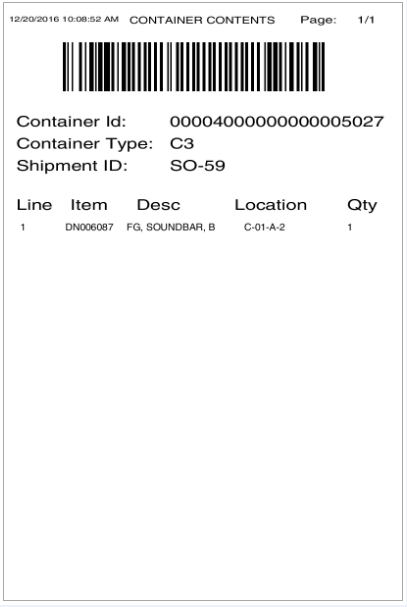 12/20/2016 10:08:52 AM CONTAINER CONTENTS Page: 1/1
Container Id: 00004000000000005027
Container Type: C3
Shipment ID: SO-59
Line Item Desc Location Qty
1 DN006087 FG, SOUNDBAR, B C-01-A-2 1